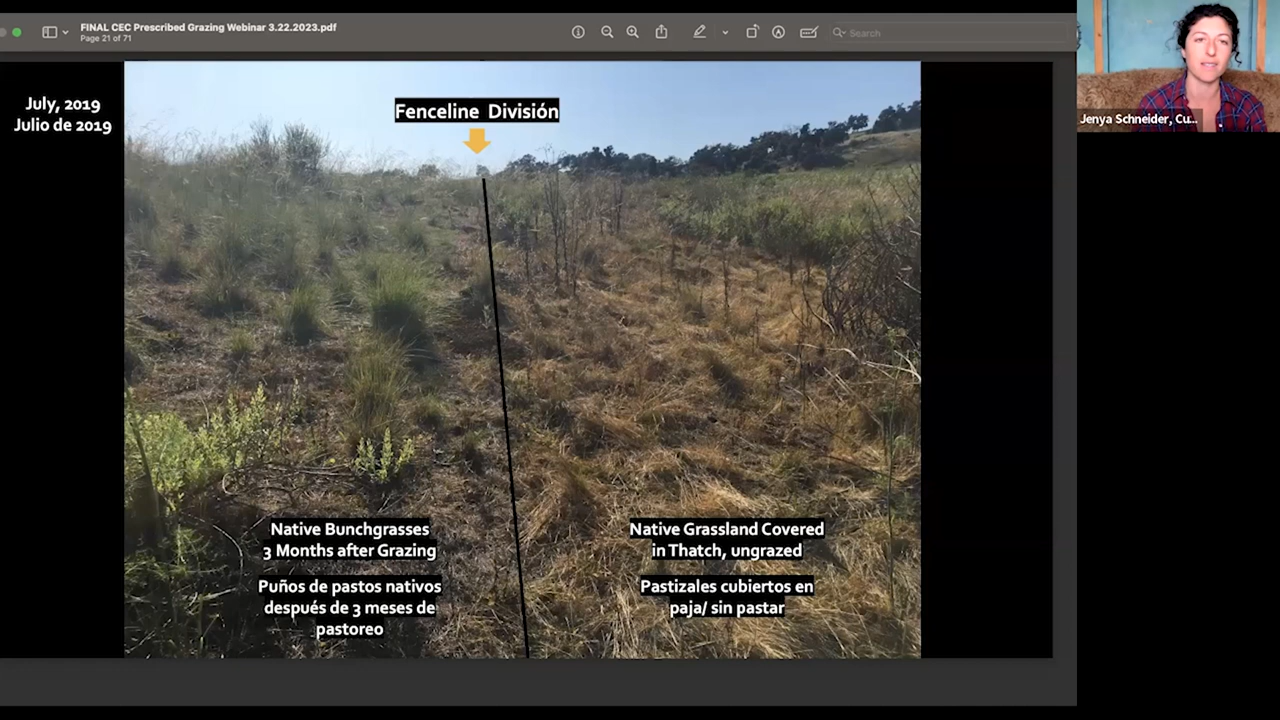 FINAL CEC Prescribed Grazing Webinar 3.22.2023.pdf
Page 21 of 71
Search
Jenya Schneider, Cu...
July, 2019
Julio de 2019
Fenceline División
Native Bunchgrasses
3 Months after Grazing
Puños de pastos nativos
después de 3 meses de
pastoreo
Native Grassland Covered
in Thatch, ungrazed
Pastizales cubiertos en
paja/ sin pastar